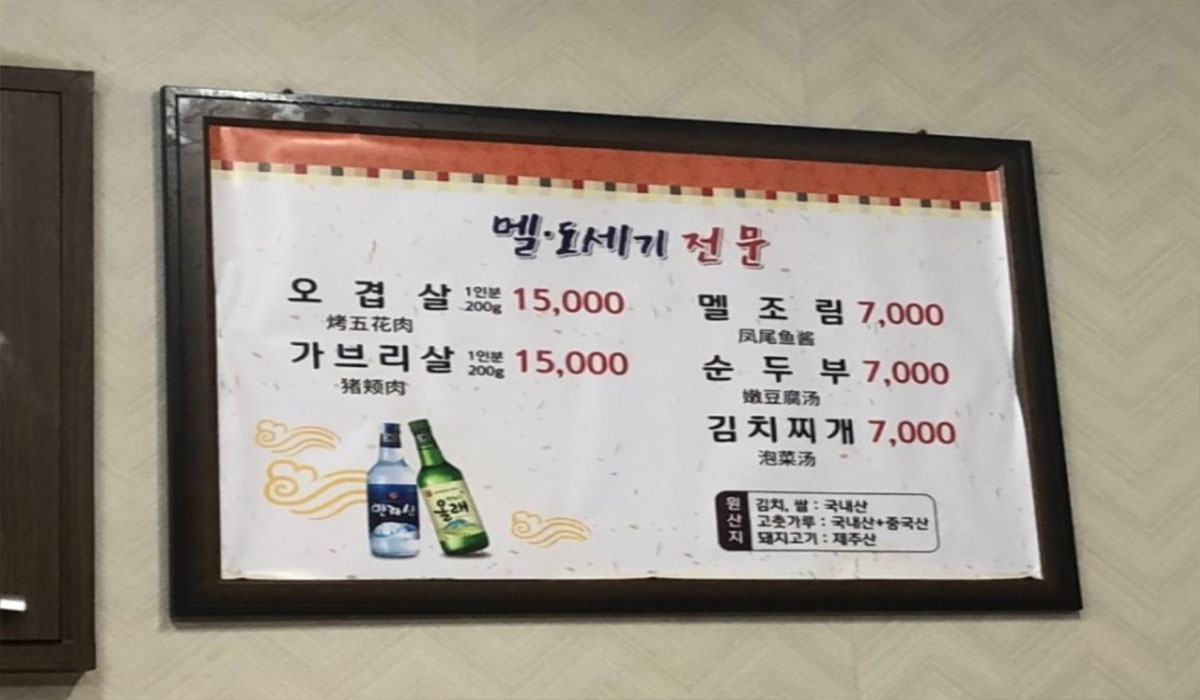 멜·도세기 전문
오겹살 1인분 200g 15,000
烤五花肉
가브리살 1인분 200g 15,000
猪颊肉
멜조림 7,000
凤尾鱼酱
순두부 7,000
嫩豆腐汤
김치찌개 7,000
泡菜汤
한라산
올래
원산지
김치, 쌀 : 국내산
고춧가루 : 국내산+중국산
돼지고기 : 제주산